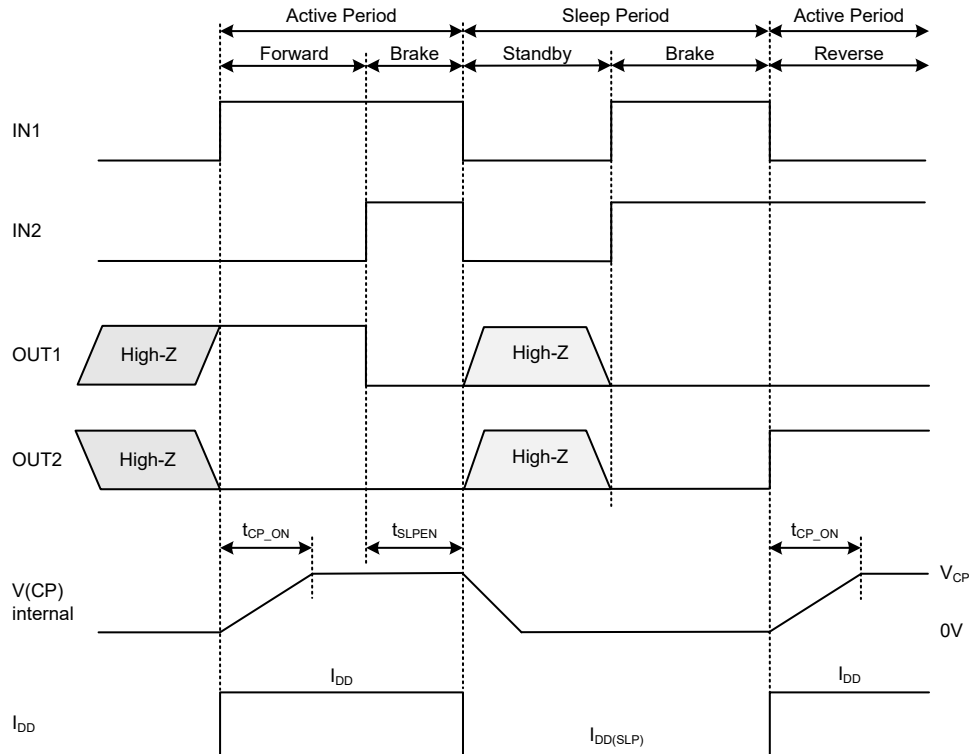 Active Period Sleep Period Active Period
Forward Brake Standby Brake Reverse
IN1
IN2
OUT1 High-Z High-Z
OUT2 High-Z High-Z
tCP_ON tSLPEN tCP_ON
V(CP)
internal
VCP
0V
IDD IDD
IDD IDD(SLP)